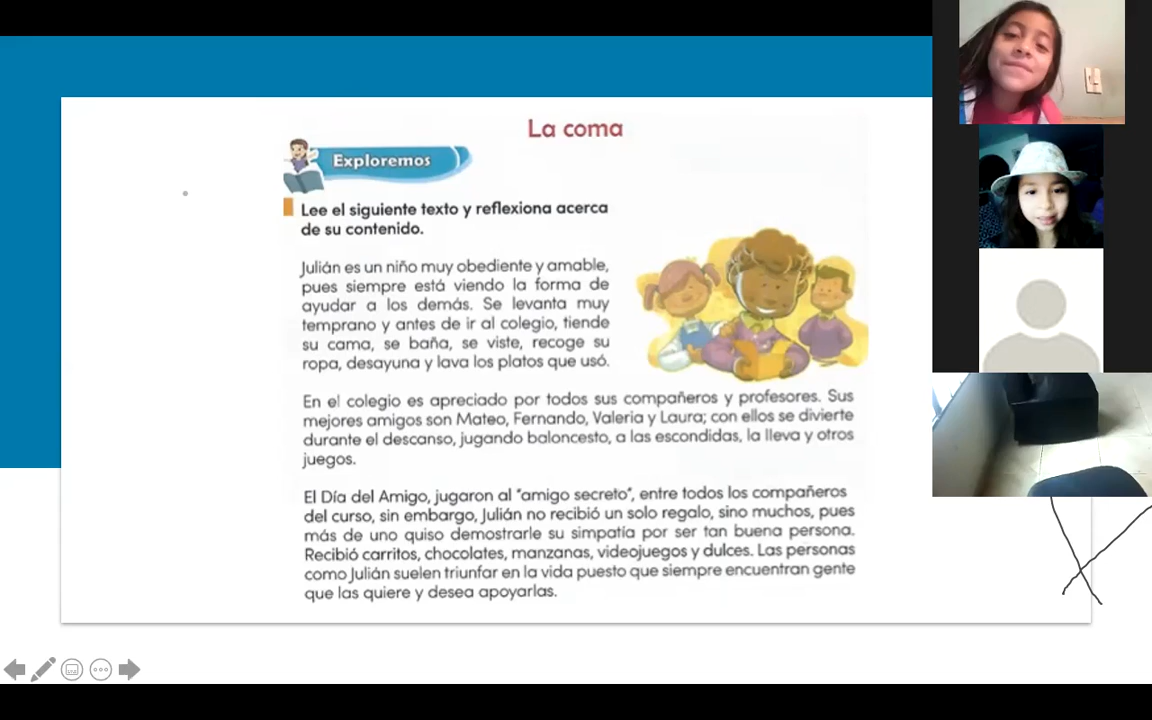 La coma
Exploremos
Lee el siguiente texto y reflexiona acerca
de su contenido.
Julián es un niño muy obediente y amable,
pues siempre está viendo la forma de
ayudar a los demás. Se levanta muy
temprano y antes de ir al colegio, tiende
su cama, se baña, se viste, recoge su
ropa, desayuna y lava los platos que usó.
En el colegio es apreciado por todos sus compañeros y profesores. Sus
mejores amigos son Mateo, Fernando, Valeria y Laura; con ellos se divierte
durante el descanso, jugando baloncesto, a las escondidas, la lleva y otros
juegos.
El Día del Amigo, jugaron al "amigo secreto", entre todos los compañeros
del curso, sin embargo, Julián no recibió un solo regalo, sino muchos, pues
más de uno quiso demostrarle su simpatía por ser tan buena persona.
Recibió carritos, chocolates, manzanas, videojuegos y dulces. Las personas
como Julián suelen triunfar en la vida puesto que siempre encuentran gente
que las quiere y desea apoyarlas.